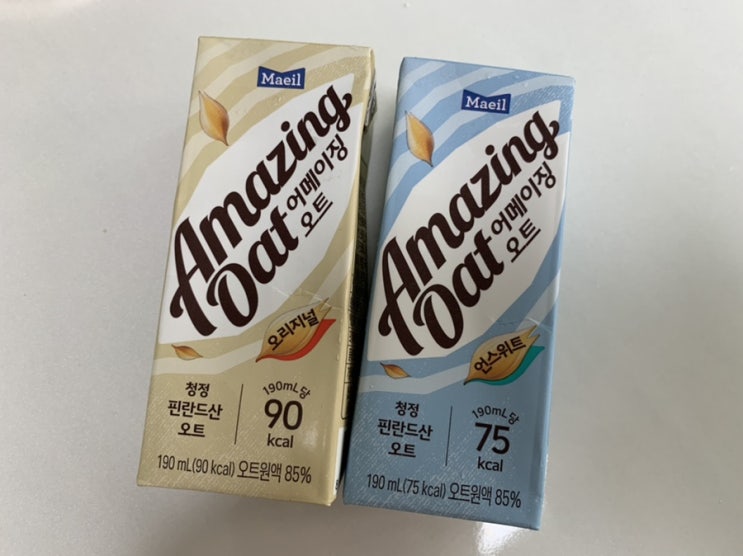 Maeil
Amazing
Oat
어메이징
오트
오리지널
청정
핀란드산
오트
190mL당
90
kcal
190 mL(90 kcal) 오트원액 85%
Maeil
Amazing
Oat
어메이징
오트
언스위트
청정
핀란드산
오트
190mL당
75
kcal
190 mL(75 kcal) 오트원액 85%